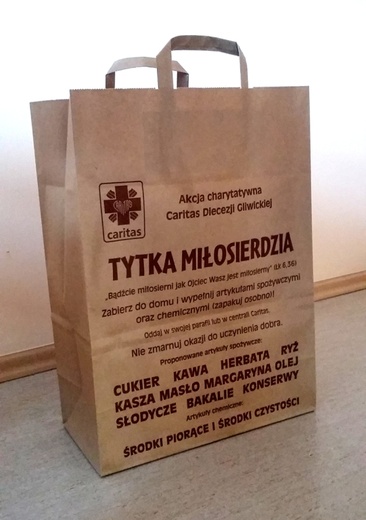 caritas
Akcja charytatywna
Caritas Diecezji Gliwickiej
TYTKA MIŁOSIERDZIA
„Bądźcie miłosierni jak Ojciec Wasz jest miłosierny” (Łk 6,36)
Zabierz do domu i wypełnij artykułami spożywczymi
oraz chemicznymi (zapakuj osobno)!
Oddaj w swojej parafii lub w centrali Caritas.
Nie zmarnuj okazji do uczynienia dobra.
Proponowane artykuły spożywcze:
CUKIER KAWA HERBATA RYŻ
KASZA MASŁO MARGARYNA OLEJ
SŁODYCZE BAKALIE KONSERWY
Artykuły chemiczne:
ŚRODKI PIORĄCE I ŚRODKI CZYSTOŚCI